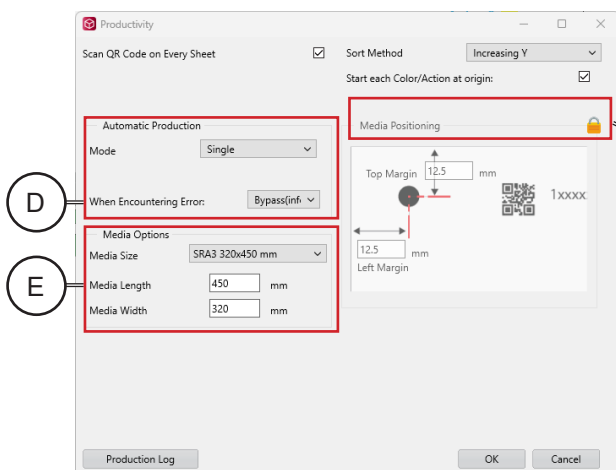 Productivity
Scan QR Code on Every Sheet
Sort Method Increasing Y
Start each Color/Action at origin:
Automatic Production
Mode Single
When Encountering Error: Bypass(inf
D
Media Options
Media Size SRA3 320x450 mm
Media Length 450 mm
Media Width 320 mm
E
Media Positioning
Top Margin 12.5 mm
1xxxx
12.5 mm
Left Margin
Production Log
OK
Cancel